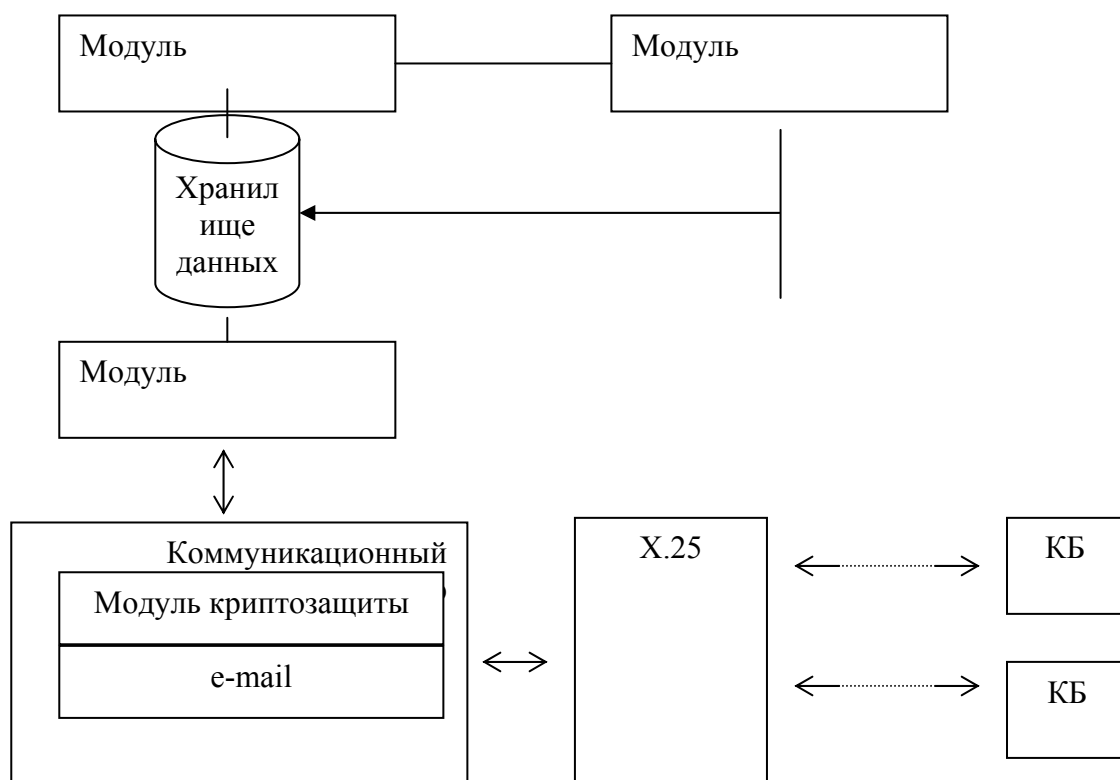 Модуль
Модуль
Хранил
ище
данных
Модуль
Коммуникационный
Модуль криптозащиты
e-mail
X.25
КБ
КБ